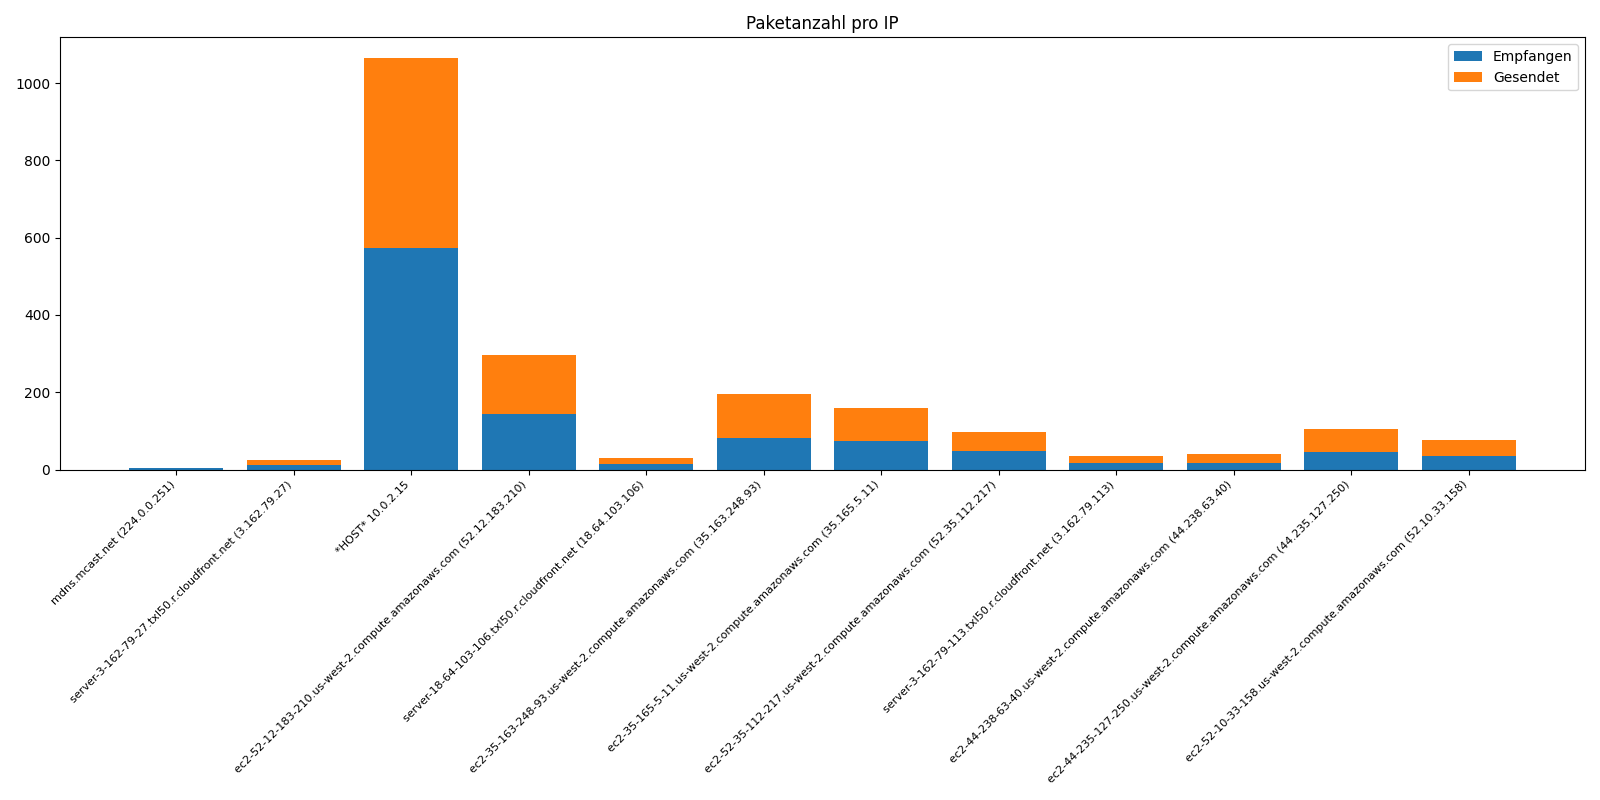 Paketanzahl pro IP
Empfangen
Gesendet
1000
800
600
400
200
0
mdns.mcast.net (224.0.0.251)
server-3-162-79-27.txl50.r.cloudfront.net (3.162.79.27)
*HOST* 10.0.2.15
ec2-52-12-183-210.us-west-2.compute.amazonaws.com (52.12.183.210)
server-18-64-103-106.txl50.r.cloudfront.net (18.64.103.106)
ec2-35-163-248-93.us-west-2.compute.amazonaws.com (35.163.248.93)
ec2-35-165-5-11.us-west-2.compute.amazonaws.com (35.165.5.11)
ec2-52-35-112-217.us-west-2.compute.amazonaws.com (52.35.112.217)
server-3-162-79-113.txl50.r.cloudfront.net (3.162.79.113)
ec2-44-238-63-40.us-west-2.compute.amazonaws.com (44.238.63.40)
ec2-44-235-127-250.us-west-2.compute.amazonaws.com (44.235.127.250)
ec2-52-10-33-158.us-west-2.compute.amazonaws.com (52.10.33.158)